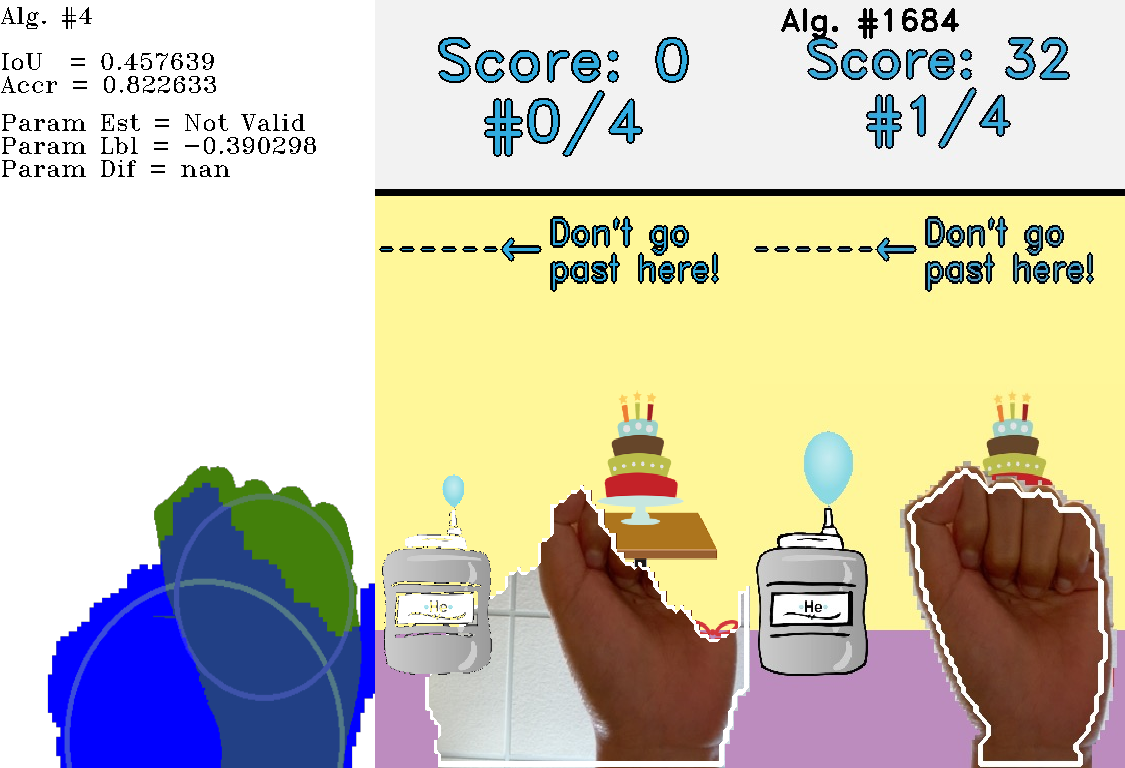 Alg. #4
IoU = 0.457639
Accr = 0.822633
Param Est = Not Valid
Param Lbl = −0.390298
Param Dif = nan
Score: 0
#0/4
Don't go
past here!
He
Alg. #1684
Score: 32
#1/4
Don't go
past here!
He